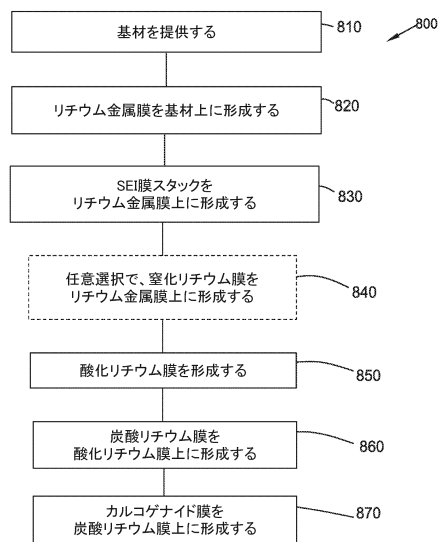 基材を提供する
810
800
リチウム金属膜を基材上に形成する
820
SEI膜スタックを
リチウム金属膜上に形成する
830
任意選択で、窒化リチウム膜を
リチウム金属膜上に形成する
840
酸化リチウム膜を形成する
850
炭酸リチウム膜を
酸化リチウム膜上に形成する
860
カルコゲナイド膜を
炭酸リチウム膜上に形成する
870